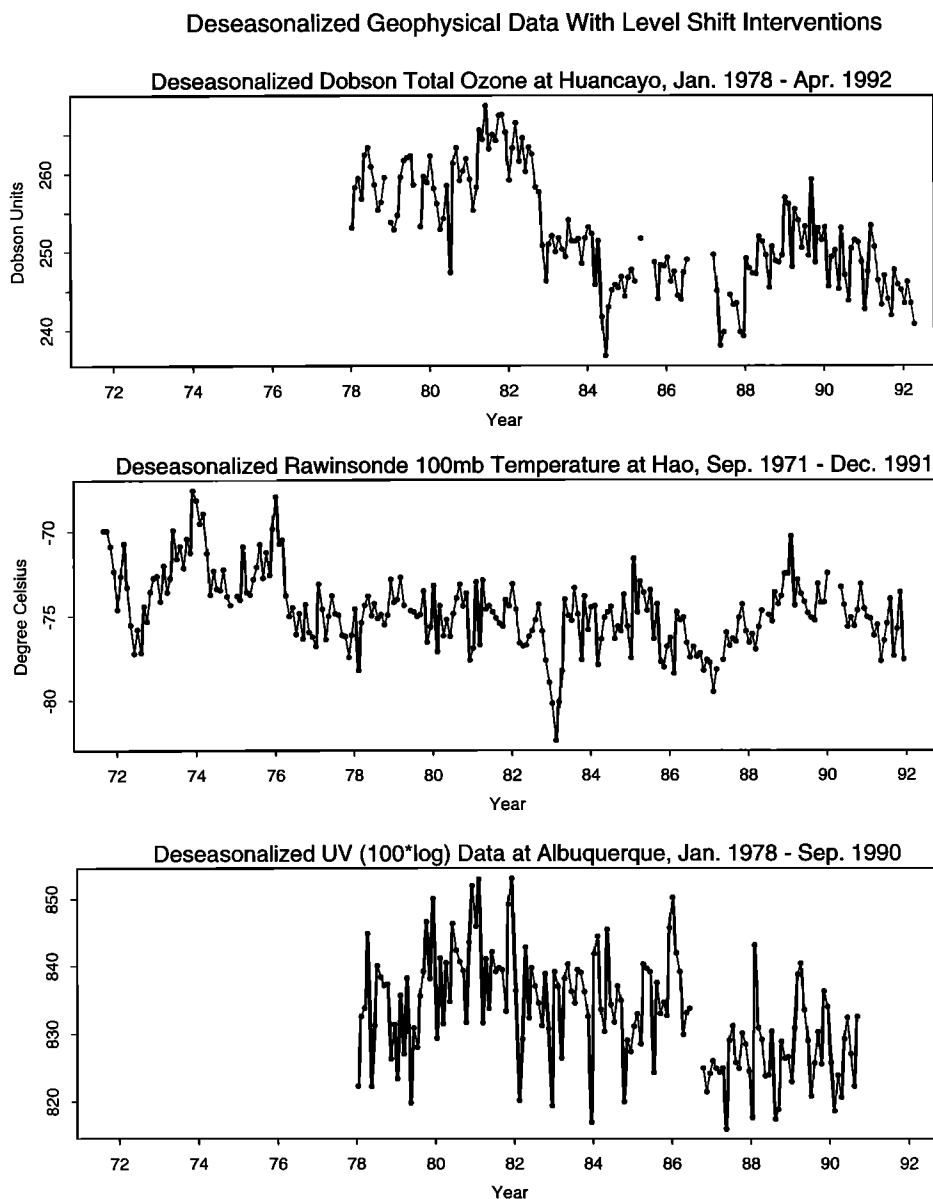 Deseasonalized Geophysical Data With Level Shift Interventions
Deseasonalized Dobson Total Ozone at Huancayo, Jan. 1978 - Apr. 1992
Dobson Units
260
250
240
72 74 76 78 80 82 84 86 88 90 92
Year
Deseasonalized Rawinsonde 100mb Temperature at Hao, Sep. 1971 - Dec. 1991
Degree Celsius
-70
-75
-80
72 74 76 78 80 82 84 86 88 90 92
Year
Deseasonalized UV (100*log) Data at Albuquerque, Jan. 1978 - Sep. 1990
850
840
830
820
72 74 76 78 80 82 84 86 88 90 92
Year